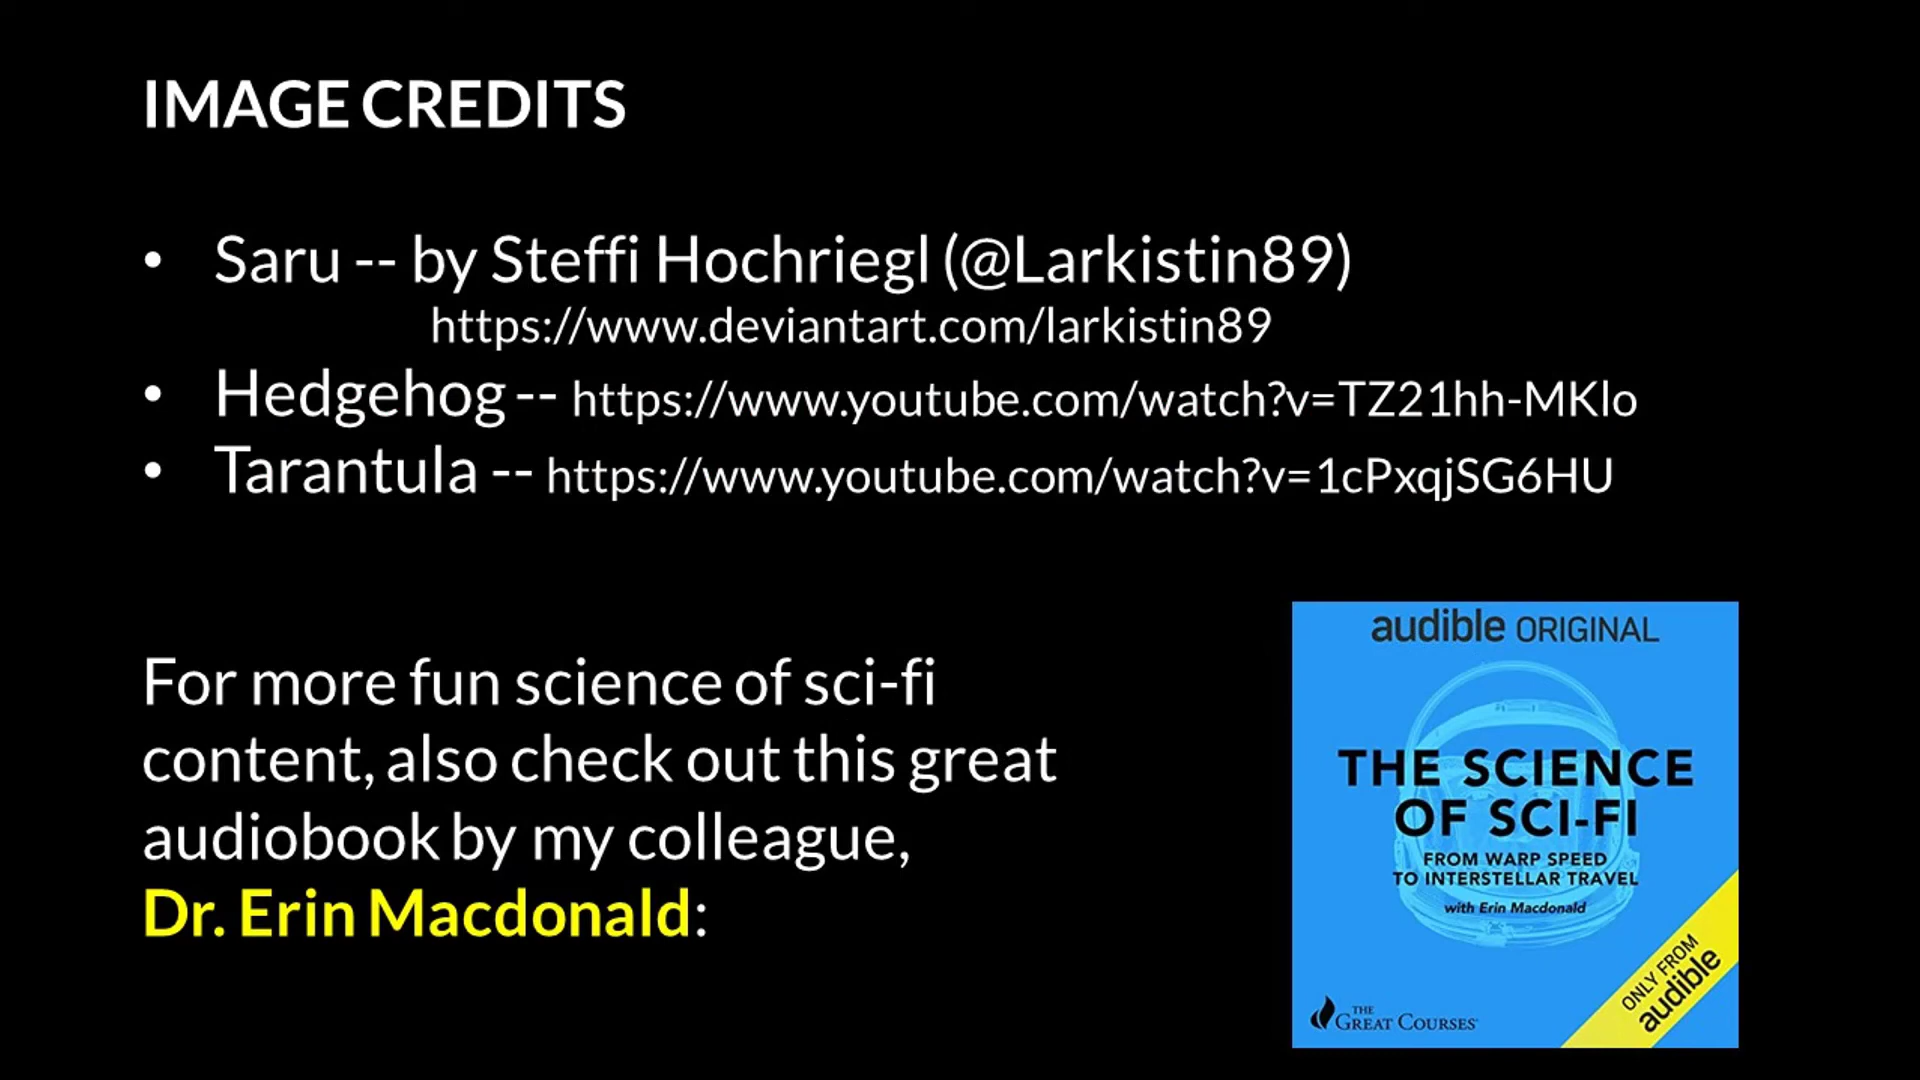 IMAGE CREDITS
• Saru -- by Steffi Hochriegl (@Larkistin89)
https://www.deviantart.com/larkistin89
• Hedgehog -- https://www.youtube.com/watch?v=TZ21hh-MKlo
• Tarantula -- https://www.youtube.com/watch?v=1cPxqjSG6HU
For more fun science of sci-fi
content, also check out this great
audiobook by my colleague,
Dr. Erin Macdonald:
audible ORIGINAL
THE SCIENCE
OF SCI-FI
FROM WARP SPEED
TO INTERSTELLAR TRAVEL
with Erin Macdonald
ONLY FROM
audible
THE
GREAT COURSES